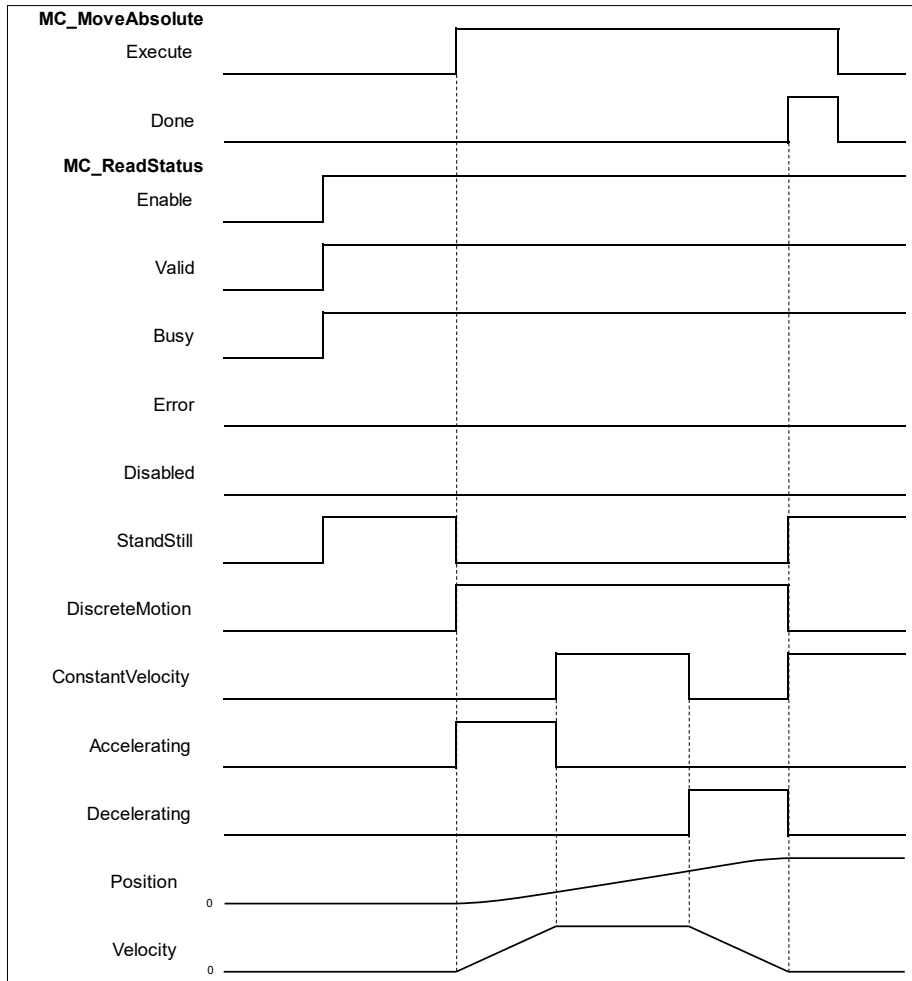 MC_MoveAbsolute
Execute
Done
MC_ReadStatus
Enable
Valid
Busy
Error
Disabled
StandStill
DiscreteMotion
ConstantVelocity
Accelerating
Decelerating
Position
0
Velocity
0